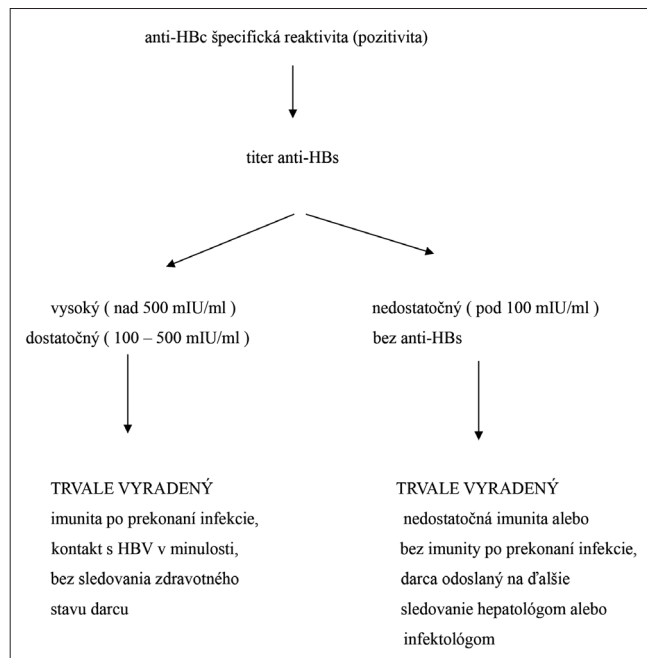 anti-HBc špecifická reaktivita (pozitivita)
titer anti-HBs
vysoký ( nad 500 mIU/ml )
dostatočný ( 100 – 500 mIU/ml )
nedostatočný ( pod 100 mIU/ml )
bez anti-HBs
TRVALE VYRADENÝ
imunita po prekonaní infekcie,
kontakt s HBV v minulosti,
bez sledovania zdravotného
stavu darcu
TRVALE VYRADENÝ
nedostatočná imunita alebo
bez imunity po prekonaní infekcie,
darca odoslaný na ďalšie
sledovanie hepatológom alebo
infektológom